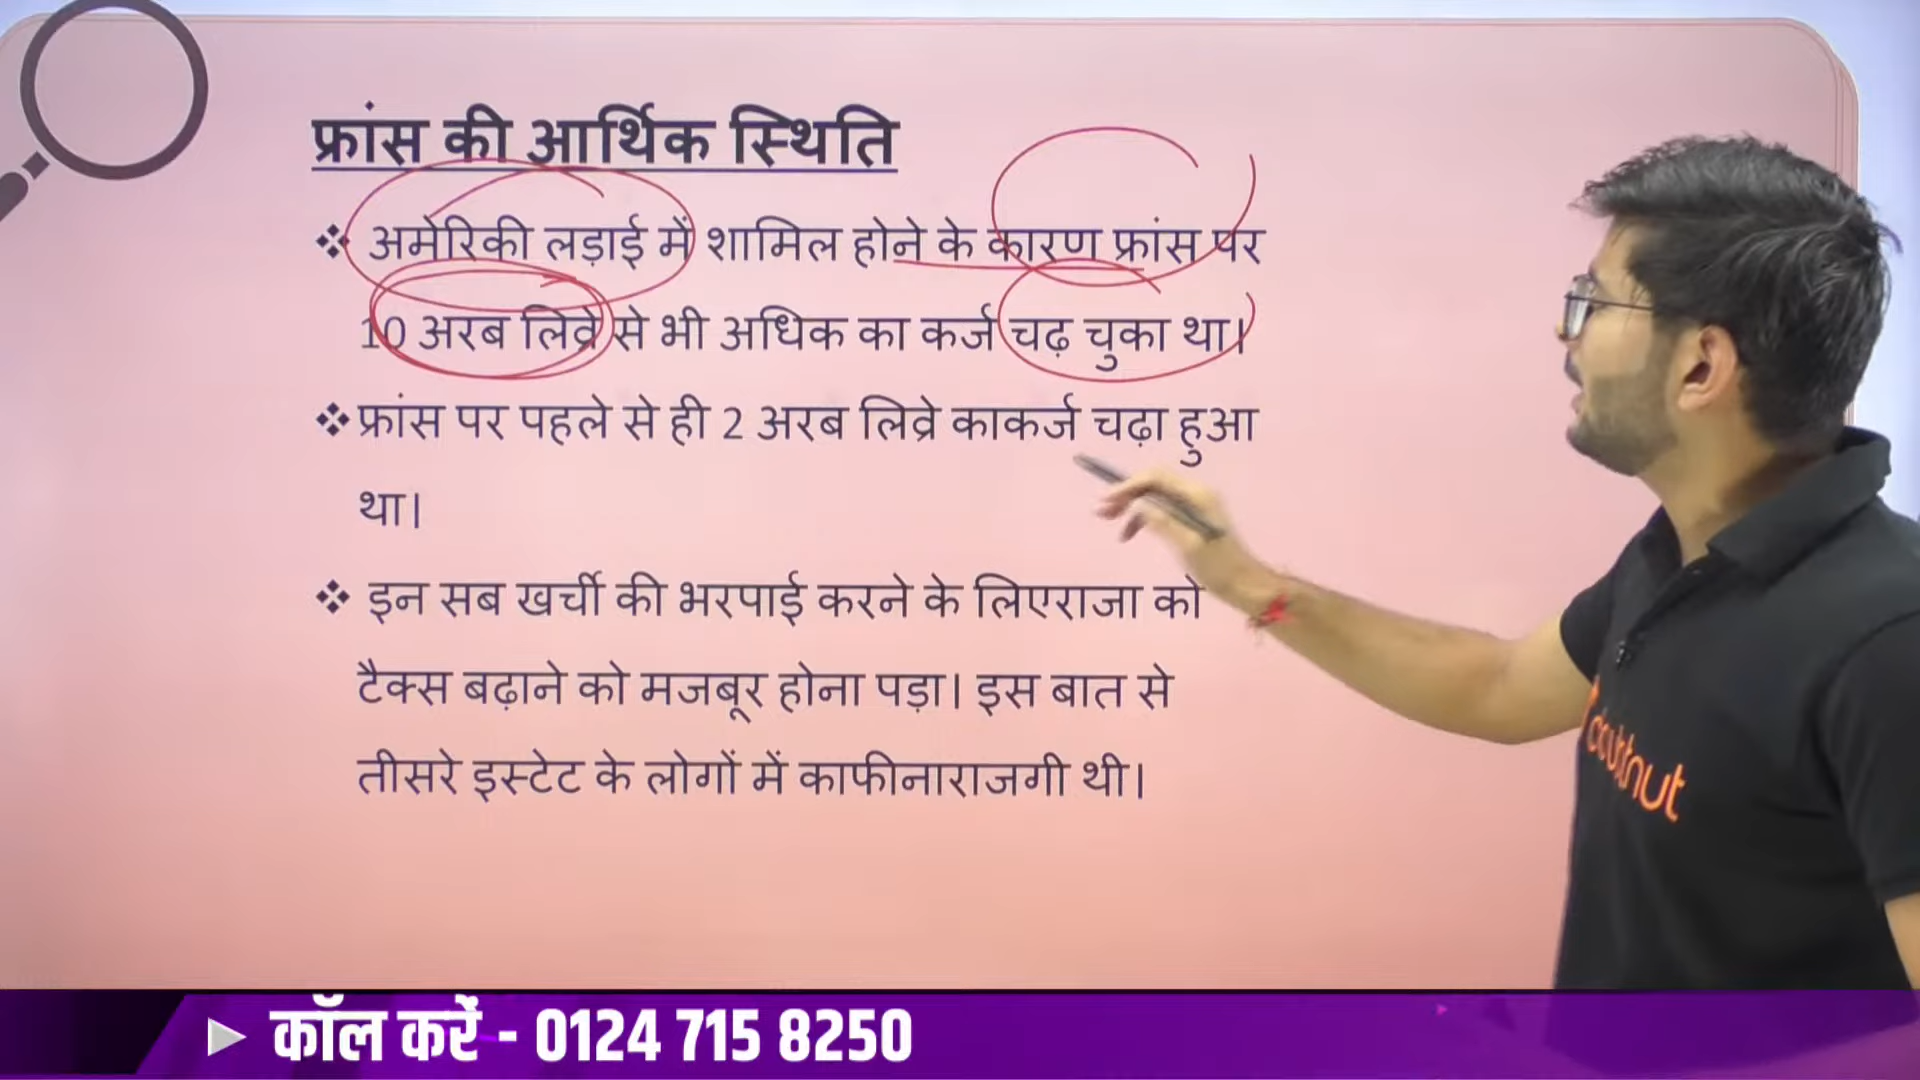 फ्रांस की आर्थिक स्थिति
❖ अमेरिकी लड़ाई में शामिल होने के कारण फ्रांस पर
10 अरब लिव्रे से भी अधिक का कर्ज चढ़ चुका था।
❖ फ्रांस पर पहले से ही 2 अरब लिव्रे काकर्ज चढ़ा हुआ
था।
❖ इन सब खर्ची की भरपाई करने के लिएराजा को
टैक्स बढ़ाने को मजबूर होना पड़ा। इस बात से
तीसरे इस्टेट के लोगों में काफीनाराजगी थी।
doubtnut
कॉल करें - 0124 715 8250